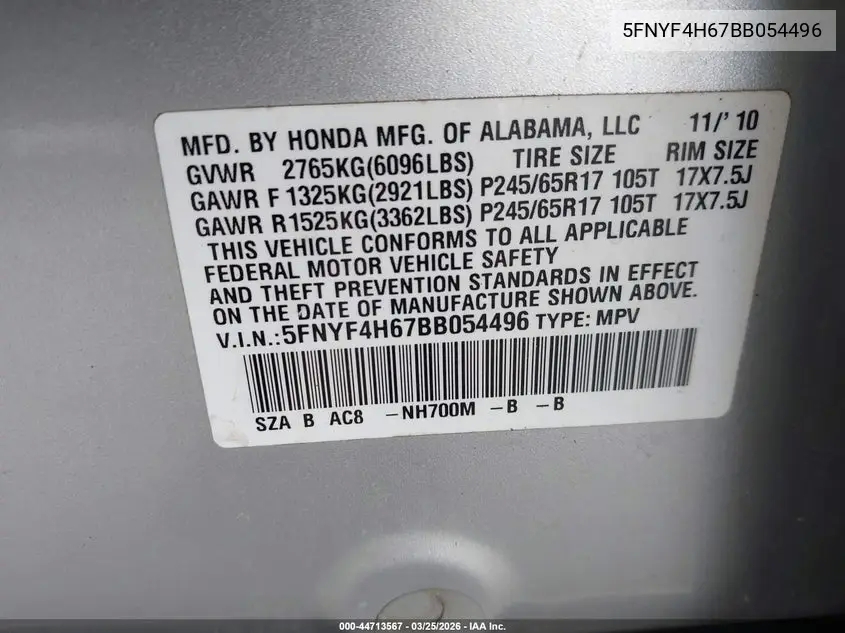 5FNYF4H67BB054496
MFD. BY HONDA MFG. OF ALABAMA, LLC 11/'10
GVWR 2765KG(6096LBS) TIRE SIZE RIM SIZE
GAWR F 1325KG(2921LBS) P245/65R17 105T 17X7.5J
GAWR R1525KG(3362LBS) P245/65R17 105T 17X7.5J
THIS VEHICLE CONFORMS TO ALL APPLICABLE
FEDERAL MOTOR VEHICLE SAFETY
AND THEFT PREVENTION STANDARDS IN EFFECT
ON THE DATE OF MANUFACTURE SHOWN ABOVE.
V.I.N.:5FNYF4H67BB054496 TYPE: MPV
SZA B AC8 -NH700M -B -B
000-44713567 / 03/25/2026 - IAA Inc.